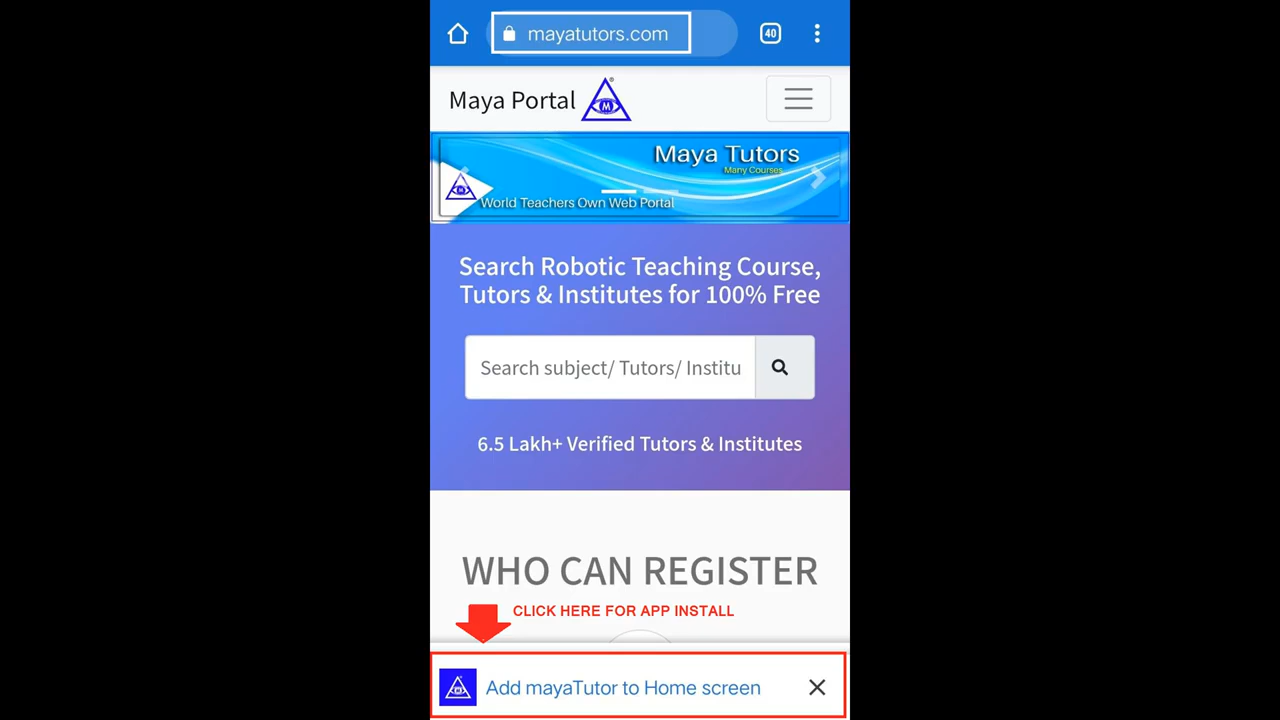 mayatutors.com
40
Maya Portal
M
Maya Tutors
Many Courses
World Teachers Own Web Portal
Search Robotic Teaching Course,
Tutors & Institutes for 100% Free
Search subject/ Tutors/ Institu
6.5 Lakh+ Verified Tutors & Institutes
WHO CAN REGISTER
CLICK HERE FOR APP INSTALL
Add mayaTutor to Home screen